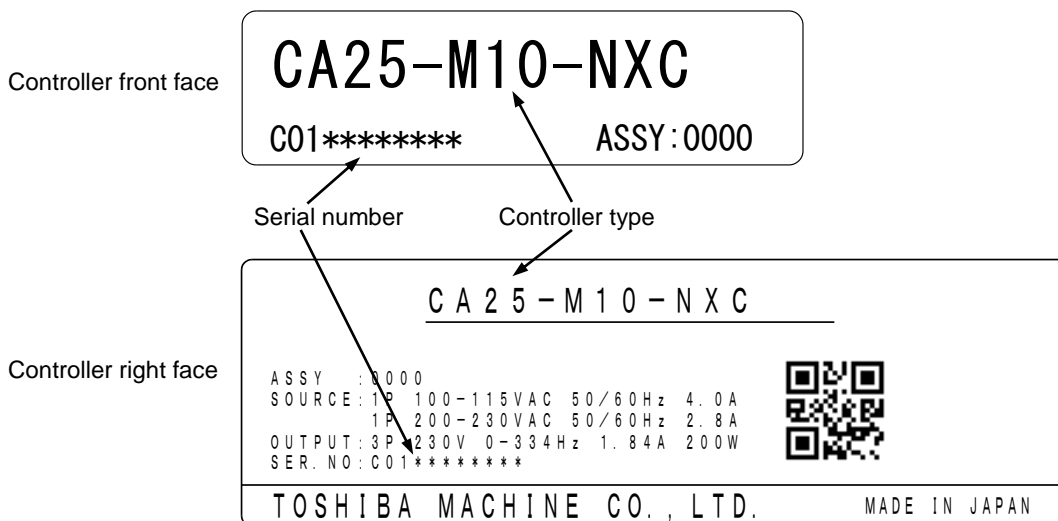 CA25-M10-NXC
Controller front face
C01******** ASSY:0000
Serial number Controller type
CA25-M10-NXC
Controller right face
ASSY :0000
SOURCE:1P 100-115VAC 50/60Hz 4.0A
1P 200-230VAC 50/60Hz 2.8A
OUTPUT:3P 230V 0-334Hz 1.84A 200W
SER.NO:C01********
TOSHIBA MACHINE CO.,LTD. MADE IN JAPAN